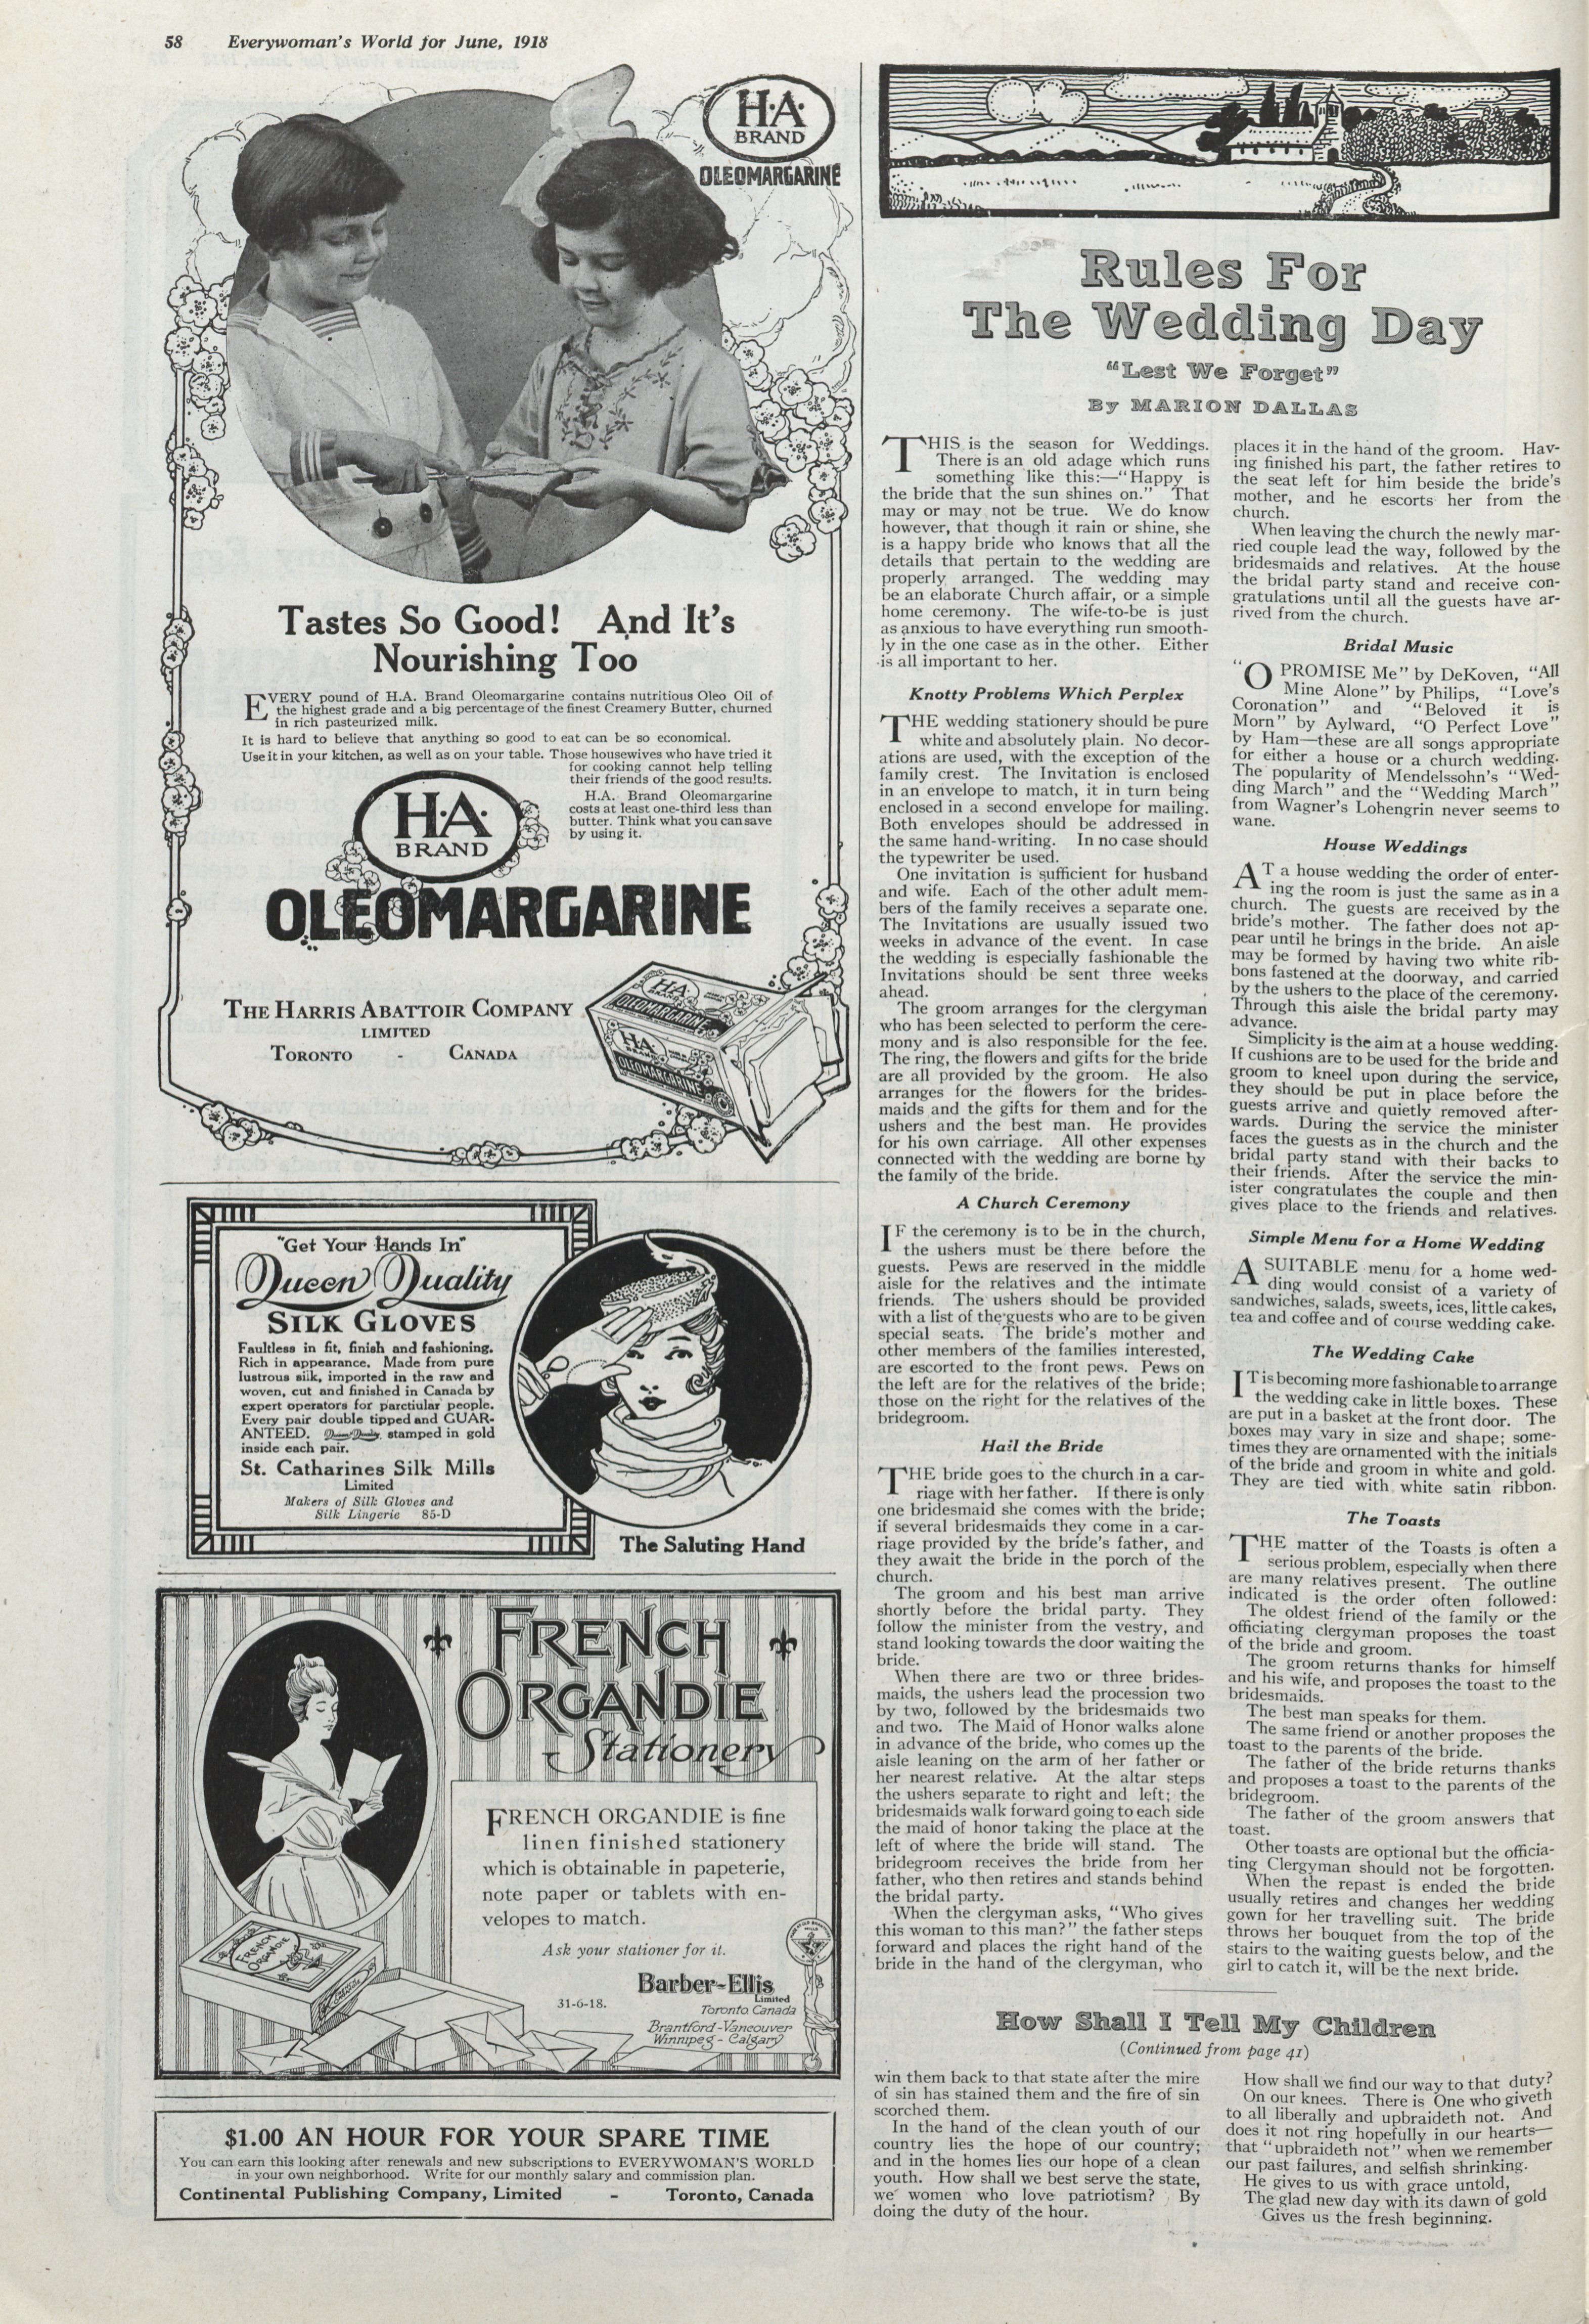 58 Everywoman's World for June, 1918
H.A.
BRAND
OLEOMARGARINE
Tastes So Good! And It's
Nourishing Too
EVERY pound of H.A. Brand Oleomargarine contains nutritious Oleo Oil of
the highest grade and a big percentage of the finest Creamery Butter, churned
in rich pasteurized milk.
It is hard to believe that anything so good to eat can be so economical.
Use it in your kitchen, as well as on your table. Those housewives who have tried it
for cooking cannot help telling
their friends of the good results.
H.A. Brand Oleomargarine
costs at least one-third less than
butter. Think what you can save
by using it.
H.A.
BRAND
OLEOMARGARINE
THE HARRIS ABATTOIR COMPANY
LIMITED
TORONTO - CANADA
H.A.
OLEOMARGARINE
H.A.
BRAND
OLEOMARGARINE
"Get Your Hands In"
Queen Quality
SILK GLOVES
Faultless in fit, finish and fashioning.
Rich in appearance. Made from pure
lustrous silk, imported in the raw and
woven, cut and finished in Canada by
expert operators for parctiular people.
Every pair double tipped and GUAR-
ANTEED. Queen Quality stamped in gold
inside each pair.
St. Catharines Silk Mills
Limited
Makers of Silk Gloves and
Silk Lingerie 85-D
The Saluting Hand
FRENCH
ORGANDIE
Stationery
FRENCH ORGANDIE is fine
linen finished stationery
which is obtainable in papeterie,
note paper or tablets with en-
velopes to match.
Ask your stationer for it.
Barber-Ellis
Limited
31-6-18.
Toronto Canada
Brantford-Vancouver
Winnipeg - Calgary
FRENCH
ORGANDIE
$1.00 AN HOUR FOR YOUR SPARE TIME
You can earn this looking after renewals and new subscriptions to EVERYWOMAN'S WORLD
in your own neighborhood. Write for our monthly salary and commission plan.
Continental Publishing Company, Limited - Toronto, Canada
Rules For
The Wedding Day
"Lest We Forget"
By MARION DALLAS
THIS is the season for Weddings.
There is an old adage which runs
something like this:—"Happy is
the bride that the sun shines on." That
may or may not be true. We do know
however, that though it rain or shine, she
is a happy bride who knows that all the
details that pertain to the wedding are
properly arranged. The wedding may
be an elaborate Church affair, or a simple
home ceremony. The wife-to-be is just
as anxious to have everything run smooth-
ly in the one case as in the other. Either
is all important to her.
Knotty Problems Which Perplex
THE wedding stationery should be pure
white and absolutely plain. No decor-
ations are used, with the exception of the
family crest. The Invitation is enclosed
in an envelope to match, it in turn being
enclosed in a second envelope for mailing.
Both envelopes should be addressed in
the same hand-writing. In no case should
the typewriter be used.
One invitation is sufficient for husband
and wife. Each of the other adult mem-
bers of the family receives a separate one.
The Invitations are usually issued two
weeks in advance of the event. In case
the wedding is especially fashionable the
Invitations should be sent three weeks
ahead.
The groom arranges for the clergyman
who has been selected to perform the cere-
mony and is also responsible for the fee.
The ring, the flowers and gifts for the bride
are all provided by the groom. He also
arranges for the flowers for the brides-
maids and the gifts for them and for the
ushers and the best man. He provides
for his own carriage. All other expenses
connected with the wedding are borne by
the family of the bride.
A Church Ceremony
IF the ceremony is to be in the church,
the ushers must be there before the
guests. Pews are reserved in the middle
aisle for the relatives and the intimate
friends. The ushers should be provided
with a list of the guests who are to be given
special seats. The bride's mother and
other members of the families interested,
are escorted to the front pews. Pews on
the left are for the relatives of the bride;
those on the right for the relatives of the
bridegroom.
Hail the Bride
THE bride goes to the church in a car-
riage with her father. If there is only
one bridesmaid she comes with the bride;
if several bridesmaids they come in a car-
riage provided by the bride's father, and
they await the bride in the porch of the
church.
The groom and his best man arrive
shortly before the bridal party. They
follow the minister from the vestry, and
stand looking towards the door waiting the
bride.
When there are two or three brides-
maids, the ushers lead the procession two
by two, followed by the bridesmaids two
and two. The Maid of Honor walks alone
in advance of the bride, who comes up the
aisle leaning on the arm of her father or
her nearest relative. At the altar steps
the ushers separate to right and left; the
bridesmaids walk forward going to each side
the maid of honor taking the place at the
left of where the bride will stand. The
bridegroom receives the bride from her
father, who then retires and stands behind
the bridal party.
When the clergyman asks, "Who gives
this woman to this man?" the father steps
forward and places the right hand of the
bride in the hand of the clergyman, who
places it in the hand of the groom. Hav-
ing finished his part, the father retires to
the seat left for him beside the bride's
mother, and he escorts her from the
church.
When leaving the church the newly mar-
ried couple lead the way, followed by the
bridesmaids and relatives. At the house
the bridal party stand and receive con-
gratulations until all the guests have ar-
rived from the church.
Bridal Music
"O PROMISE Me" by DeKoven, "All
Mine Alone" by Philips, "Love's
Coronation" and "Beloved it is
Morn" by Aylward, "O Perfect Love"
by Ham—these are all songs appropriate
for either a house or a church wedding.
The popularity of Mendelssohn's "Wed-
ding March" and the "Wedding March"
from Wagner's Lohengrin never seems to
wane.
House Weddings
AT a house wedding the order of enter-
ing the room is just the same as in a
church. The guests are received by the
bride's mother. The father does not ap-
pear until he brings in the bride. An aisle
may be formed by having two white rib-
bons fastened at the doorway, and carried
by the ushers to the place of the ceremony.
Through this aisle the bridal party may
advance.
Simplicity is the aim at a house wedding.
If cushions are to be used for the bride and
groom to kneel upon during the service,
they should be put in place before the
guests arrive and quietly removed after-
wards. During the service the minister
faces the guests as in the church and the
bridal party stand with their backs to
their friends. After the service the min-
ister congratulates the couple and then
gives place to the friends and relatives.
Simple Menu for a Home Wedding
A SUITABLE menu for a home wed-
ding would consist of a variety of
sandwiches, salads, sweets, ices, little cakes,
tea and coffee and of course wedding cake.
The Wedding Cake
IT is becoming more fashionable to arrange
the wedding cake in little boxes. These
are put in a basket at the front door. The
boxes may vary in size and shape; some-
times they are ornamented with the initials
of the bride and groom in white and gold.
They are tied with white satin ribbon.
The Toasts
THE matter of the Toasts is often a
serious problem, especially when there
are many relatives present. The outline
indicated is the order often followed:
The oldest friend of the family or the
officiating clergyman proposes the toast
of the bride and groom.
The groom returns thanks for himself
and his wife, and proposes the toast to the
bridesmaids.
The best man speaks for them.
The same friend or another proposes the
toast to the parents of the bride.
The father of the bride returns thanks
and proposes a toast to the parents of the
bridegroom.
The father of the groom answers that
toast.
Other toasts are optional but the officia-
ting Clergyman should not be forgotten.
When the repast is ended the bride
usually retires and changes her wedding
gown for her travelling suit. The bride
throws her bouquet from the top of the
stairs to the waiting guests below, and the
girl to catch it, will be the next bride.
How Shall I Tell My Children
(Continued from page 41)
win them back to that state after the mire
of sin has stained them and the fire of sin
scorched them.
In the hand of the clean youth of our
country lies the hope of our country;
and in the homes lies our hope of a clean
youth. How shall we best serve the state,
we women who love patriotism? By
doing the duty of the hour.
How shall we find our way to that duty?
On our knees. There is One who giveth
to all liberally and upbraideth not. And
does it not ring hopefully in our hearts—
that "upbraideth not" when we remember
our past failures, and selfish shrinking.
He gives to us with grace untold,
The glad new day with its dawn of gold
Gives us the fresh beginning.